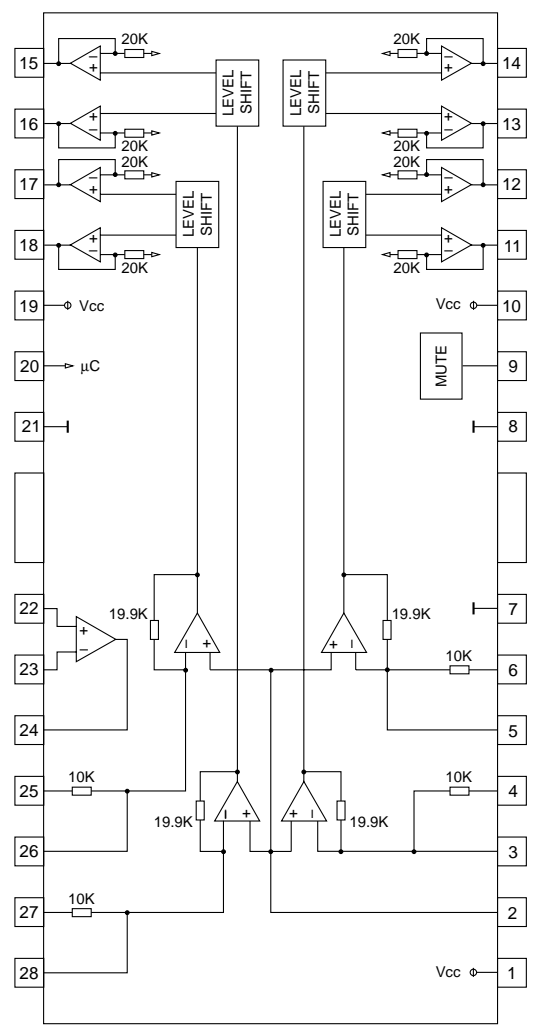 20K
20K
15
14
LEVEL SHIFT
LEVEL SHIFT
16
13
20K
20K
17
20K
20K
12
LEVEL SHIFT
LEVEL SHIFT
18
11
20K
20K
19
Vcc
Vcc
10
20
μC
MUTE
9
21
8
22
19.9K
19.9K
7
23
10K
6
24
5
25
10K
10K
4
19.9K
19.9K
26
3
27
10K
2
28
Vcc
1